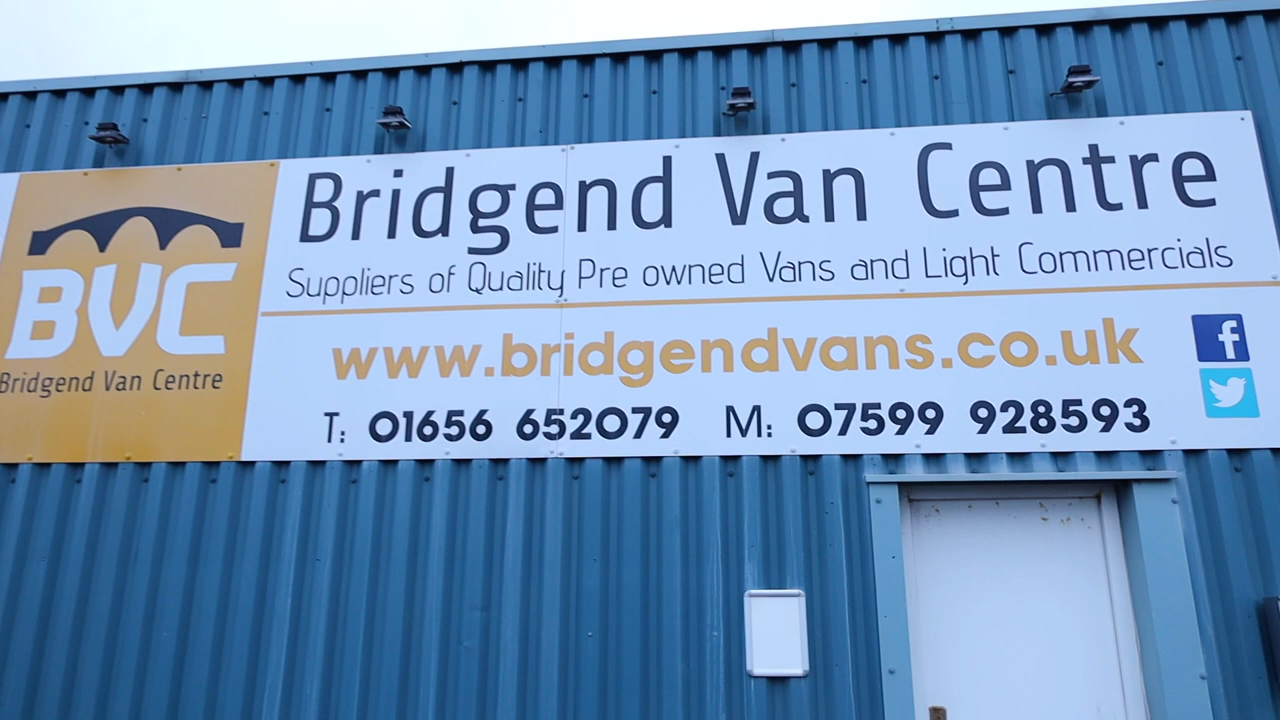 BVC
Bridgend Van Centre
Bridgend Van Centre
Suppliers of Quality Pre owned Vans and Light Commercials
www.bridgendvans.co.uk
T: 01656 652079 M: 07599 928593
f